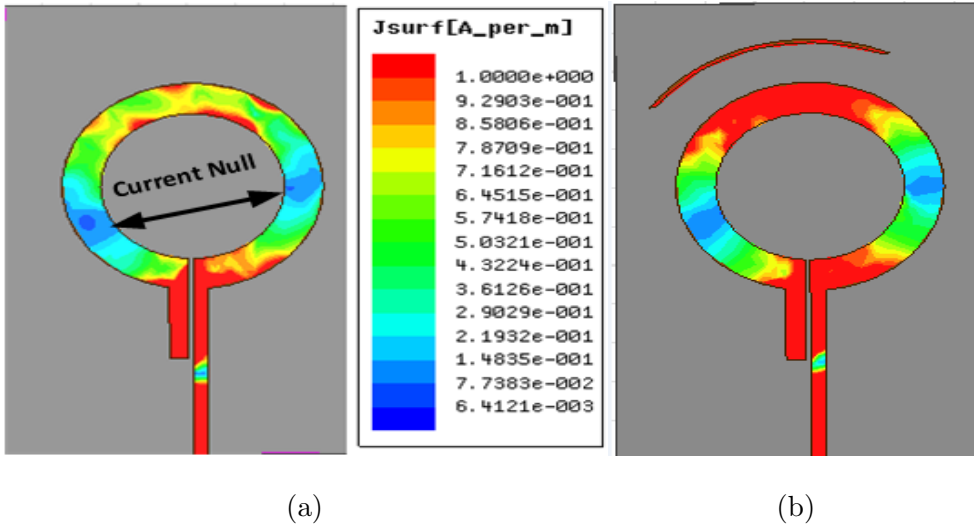 Current Null
Jsurf[A_per_m]
1.0000e+000
9.2903e-001
8.5806e-001
7.8709e-001
7.1612e-001
6.4515e-001
5.7418e-001
5.0321e-001
4.3224e-001
3.6126e-001
2.9029e-001
2.1932e-001
1.4835e-001
7.7383e-002
6.4121e-003
(a)
(b)